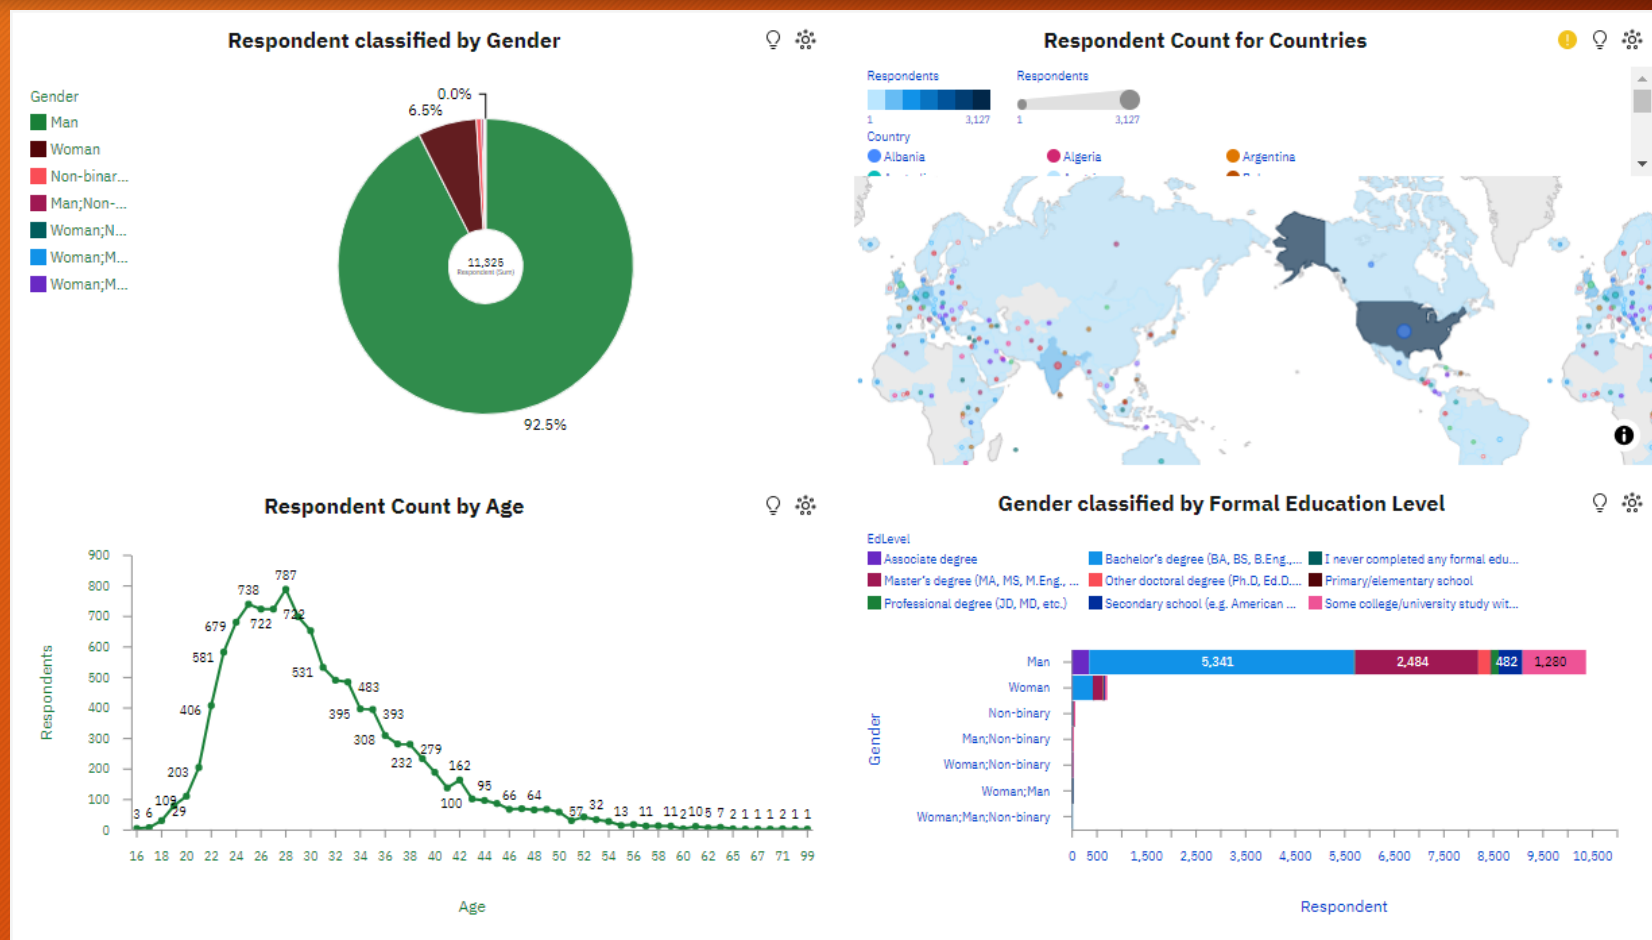 Respondent classified by Gender
Gender
Man
Woman
Non-binar...
Man;Non-...
Woman;N...
Woman;M...
Woman;M...
0.0%
6.5%
11,325
Respondent (Sum)
92.5%
Respondent Count for Countries
Respondents
1 3,127
Respondents
1 3,127
Country
Albania Algeria Argentina
Respondent Count by Age
Respondents
900
800
700
600
500
400
300
200
100
0
3 6 29 109 203 406 581 679 738 722 787 722 531 483 395 393 308 232 279 100 162 95 66 64 57 32 13 11 11 2 10 5 7 2 1 1 1 2 1 1
16 18 20 22 24 26 28 30 32 34 36 38 40 42 44 46 48 50 52 54 56 58 60 62 65 67 71 99
Age
Gender classified by Formal Education Level
EdLevel
Associate degree Bachelor's degree (BA, BS, B.Eng.,... I never completed any formal edu...
Master's degree (MA, MS, M.Eng., ... Other doctoral degree (Ph.D, Ed.D.... Primary/elementary school
Professional degree (JD, MD, etc.) Secondary school (e.g. American ... Some college/university study wit...
Gender
Man 5,341 2,484 482 1,280
Woman
Non-binary
Man;Non-binary
Woman;Non-binary
Woman;Man
Woman;Man;Non-binary
0 500 1,500 2,500 3,500 4,500 5,500 6,500 7,500 8,500 9,500 10,500
Respondent